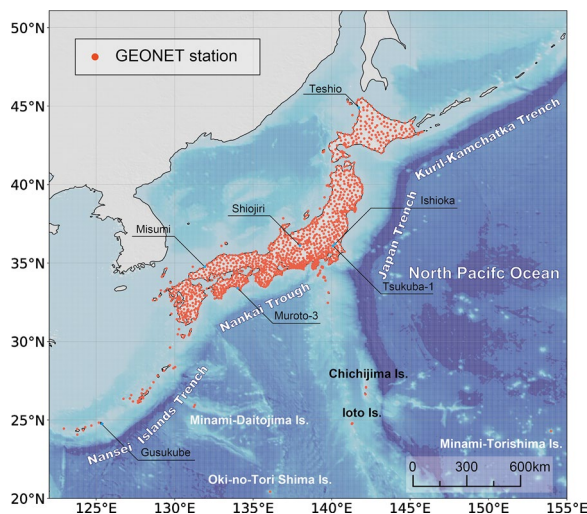 50°N
GEONET station
Teshio
45°N
Kuril-Kamchatka Trench
40°N
Shiojiri
Ishioka
Misumi
Japan Trench
35°N
North Pacifc Ocean
Tsukuba-1
Nankai Trough
Muroto-3
30°N
Chichijima Is.
Nansei Islands Trench
Ioto Is.
25°N
Minami-Daitojima Is.
Minami-Torishima Is.
Gusukube
0 300 600km
Oki-no-Tori Shima Is.
20°N
125°E 130°E 135°E 140°E 145°E 150°E 155°E